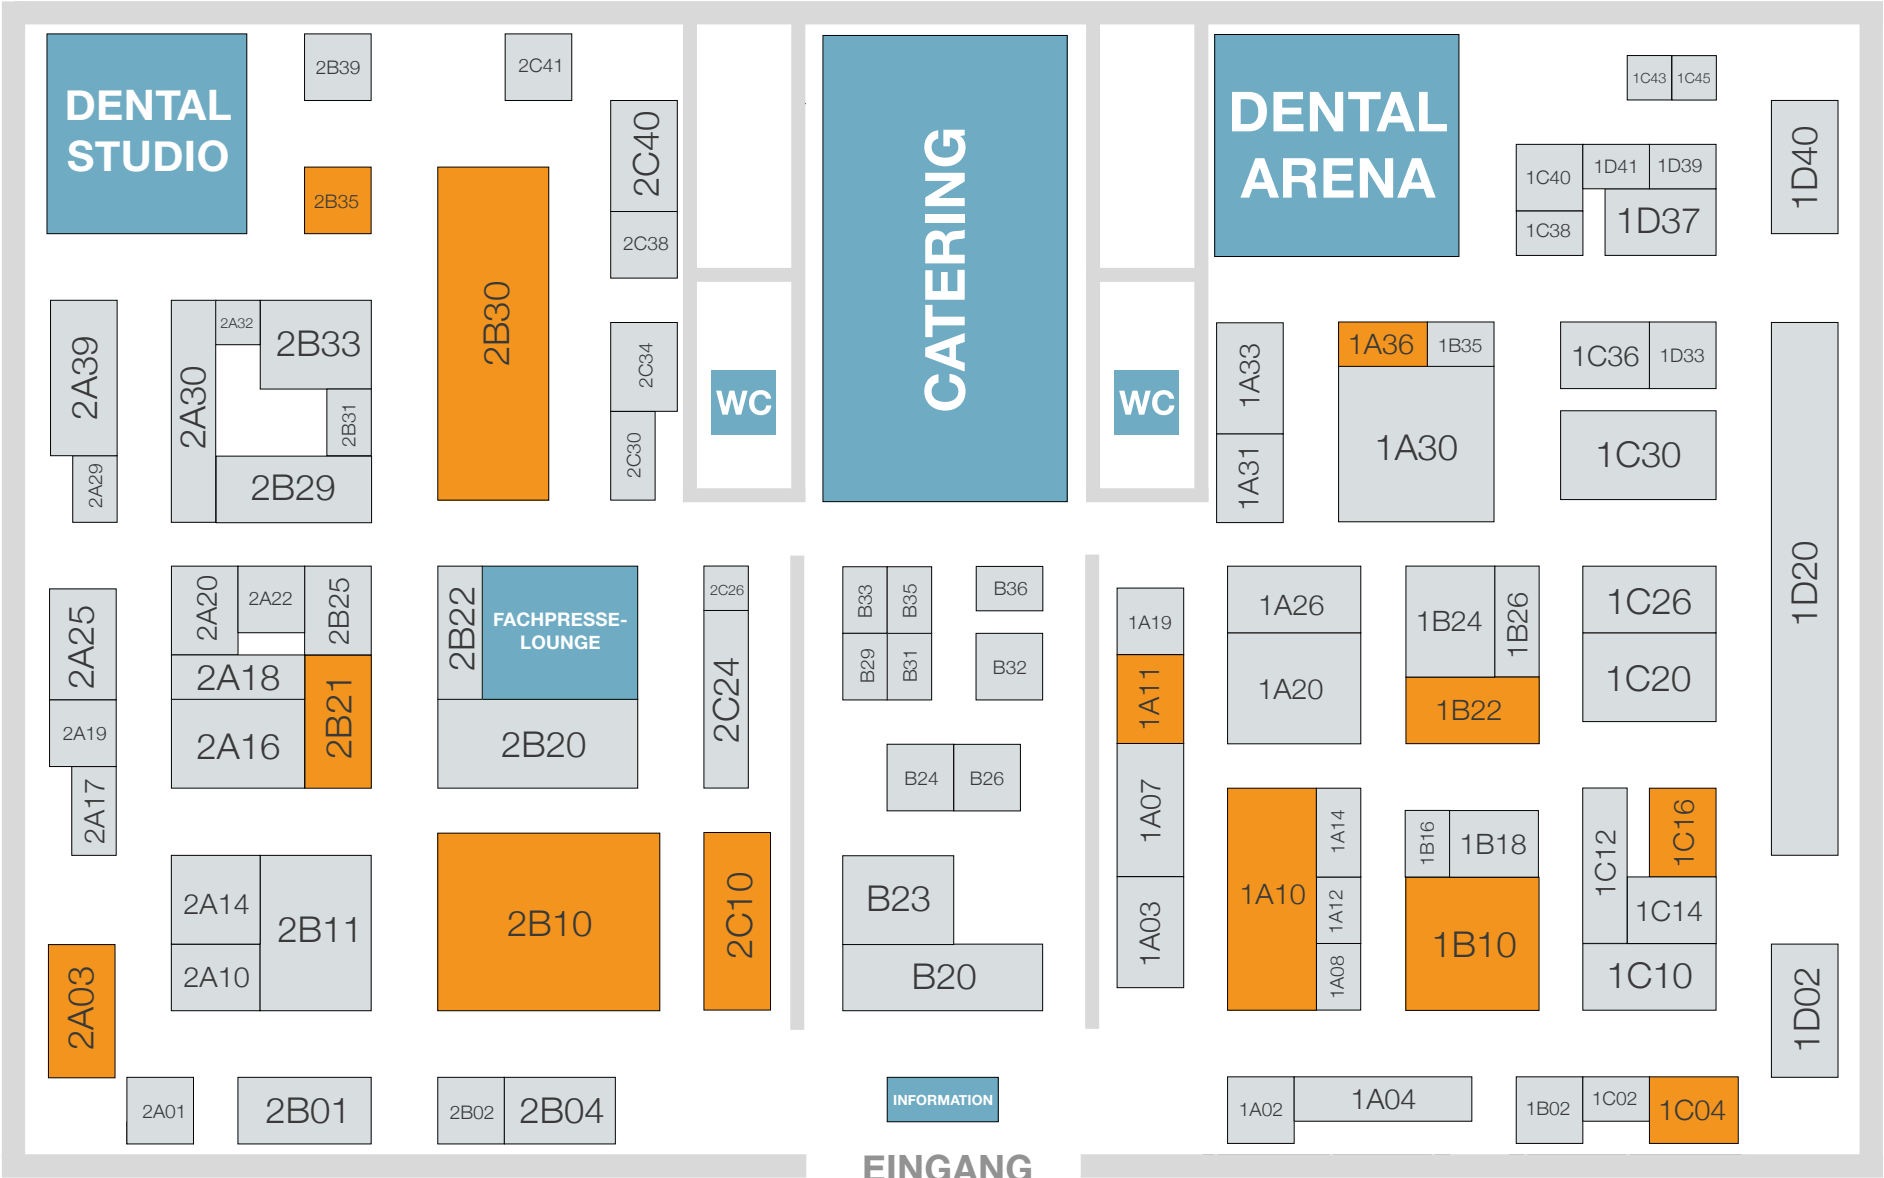 DENTAL
STUDIO
2B39
2C41
2B35
2C40
2C38
2B30
2A39
2A29
2A30
2A32
2B33
2B31
2B29
2C34
2C30
WC
CATERING
WC
DENTAL
ARENA
1C43
1C45
1D40
1C40
1D41
1D39
1C38
1D37
1A33
1A31
1A36
1B35
1A30
1C36
1D33
1C30
1D20
2A25
2A19
2A17
2A20
2A22
2B25
2A18
2A16
2B21
2B22
FACHPRESSE-
LOUNGE
2B20
2C26
2C24
B33
B35
B29
B31
B36
B32
B24
B26
1A19
1A11
1A07
1A03
1A26
1A20
1B24
1B26
1B22
1C26
1C20
2A14
2A10
2B11
2B10
2C10
B23
B20
1A10
1A14
1A12
1A08
1B16
1B18
1B10
1C12
1C16
1C14
1C10
1D02
2A03
2A01
2B01
2B02
2B04
INFORMATION
1A02
1A04
1B02
1C02
1C04
EINGANG